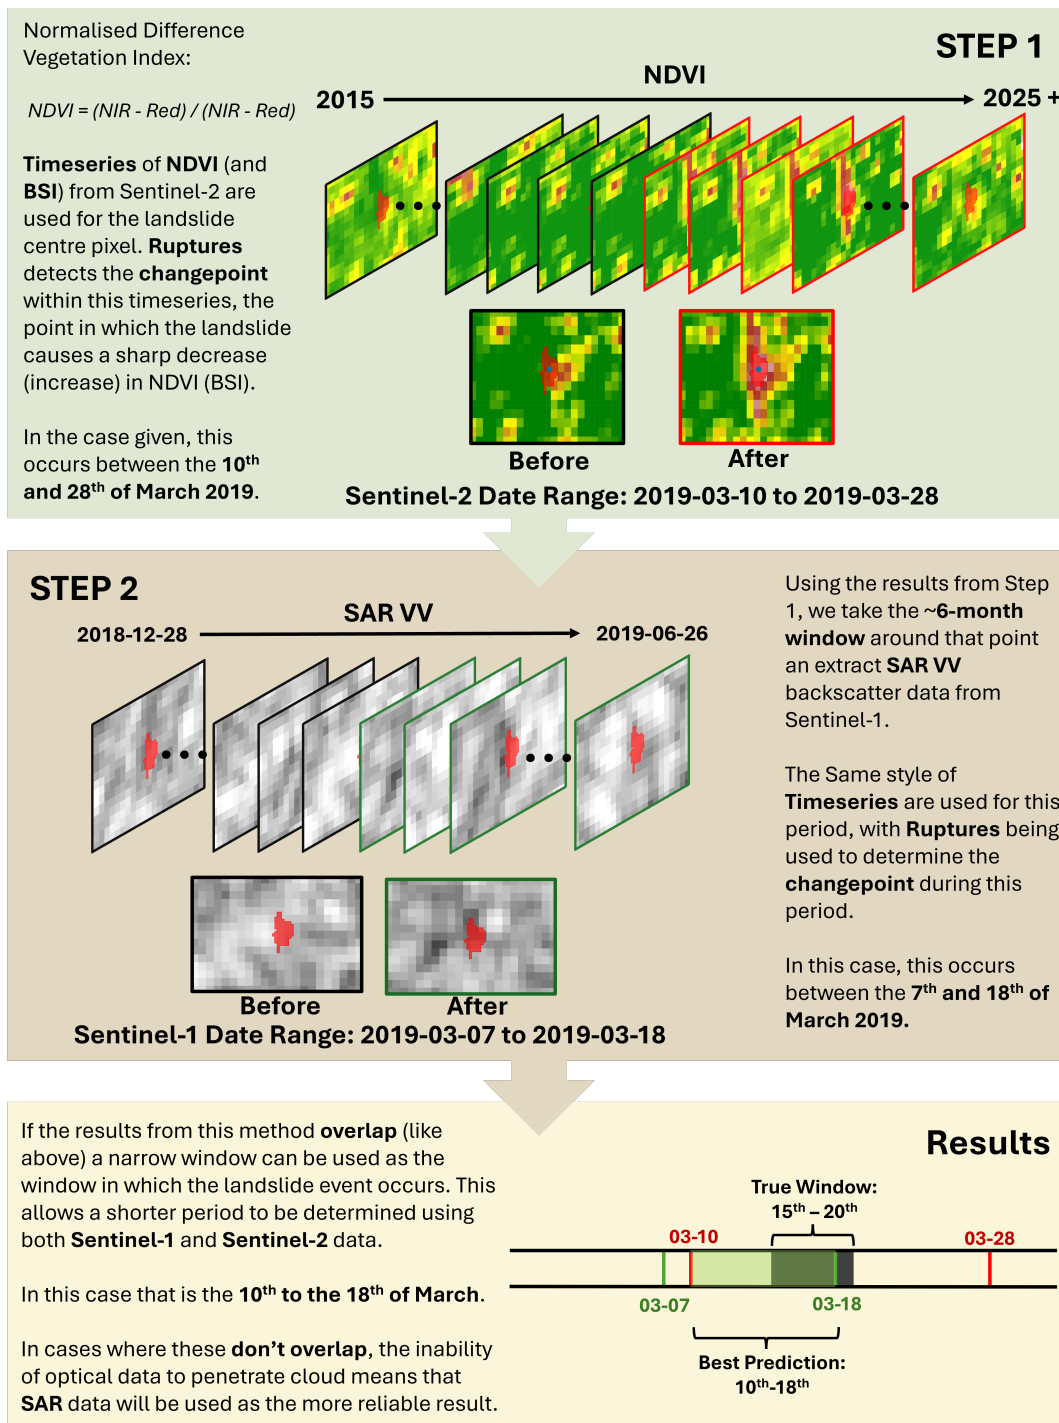 Normalised Difference
Vegetation Index:
NDVI = (NIR - Red) / (NIR - Red)
Timeseries of NDVI (and
BSI) from Sentinel-2 are
used for the landslide
centre pixel. Ruptures
detects the changepoint
within this timeseries, the
point in which the landslide
causes a sharp decrease
(increase) in NDVI (BSI).
In the case given, this
occurs between the 10th
and 28th of March 2019.
STEP 1
NDVI
2015
2025 +
Before
After
Sentinel-2 Date Range: 2019-03-10 to 2019-03-28
STEP 2
SAR VV
2018-12-28
2019-06-26
Before
After
Sentinel-1 Date Range: 2019-03-07 to 2019-03-18
Using the results from Step
1, we take the ~6-month
window around that point
an extract SAR VV
backscatter data from
Sentinel-1.
The Same style of
Timeseries are used for this
period, with Ruptures being
used to determine the
changepoint during this
period.
In this case, this occurs
between the 7th and 18th of
March 2019.
If the results from this method overlap (like
above) a narrow window can be used as the
window in which the landslide event occurs. This
allows a shorter period to be determined using
both Sentinel-1 and Sentinel-2 data.
In this case that is the 10th to the 18th of March.
In cases where these don't overlap, the inability
of optical data to penetrate cloud means that
SAR data will be used as the more reliable result.
Results
True Window:
15th – 20th
03-10
03-28
03-07
03-18
Best Prediction:
10th-18th